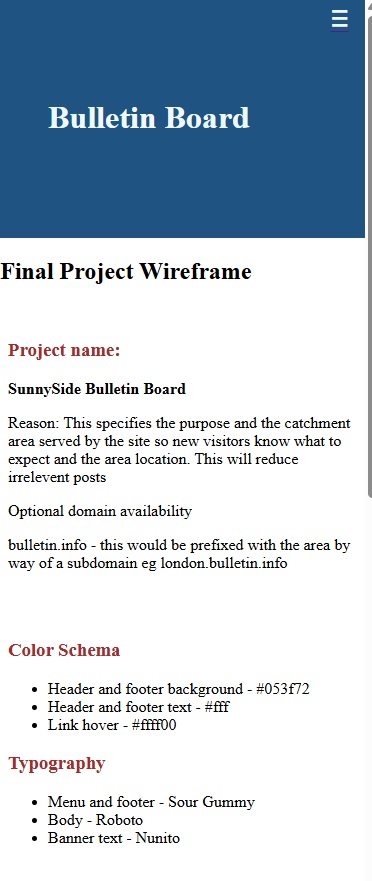 Bulletin Board
Final Project Wireframe
Project name:
SunnySide Bulletin Board
Reason: This specifies the purpose and the catchment
area served by the site so new visitors know what to
expect and the area location. This will reduce
irrelevent posts
Optional domain availability
bulletin.info - this would be prefixed with the area by
way of a subdomain eg london.bulletin.info
Color Schema
Header and footer background - #053f72
Header and footer text - #fff
Link hover - #ffff00
Typography
Menu and footer - Sour Gummy
Body - Roboto
Banner text - Nunito